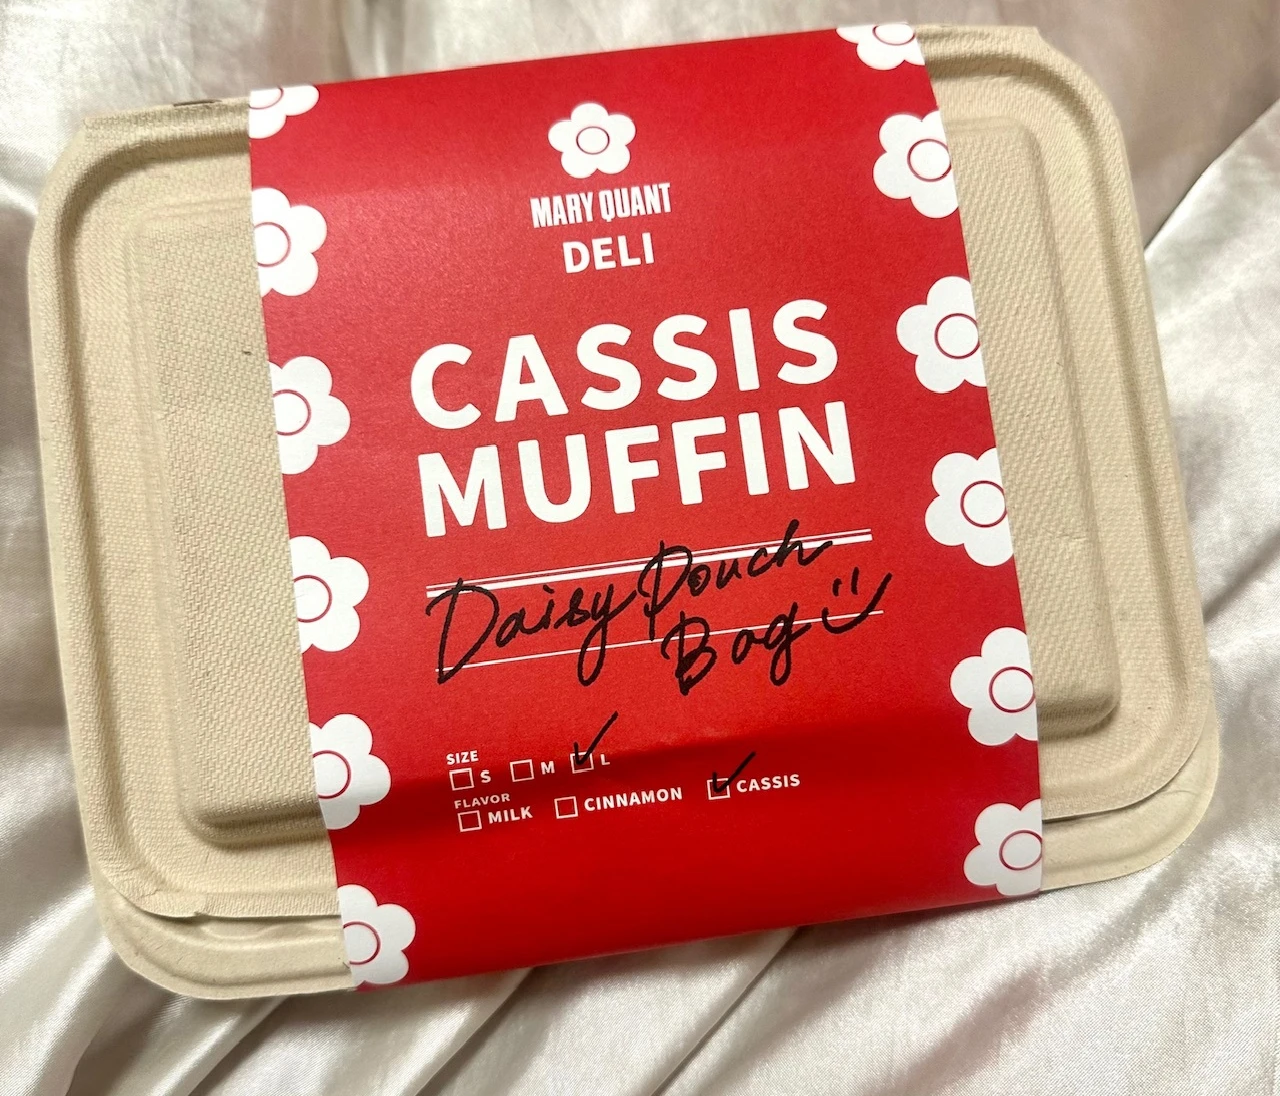 MARY QUANT
DELI
CASSIS
MUFFIN
Daisy Pouch
Bag
SIZE
S M L
FLAVOR
MILK CINNAMON CASSIS